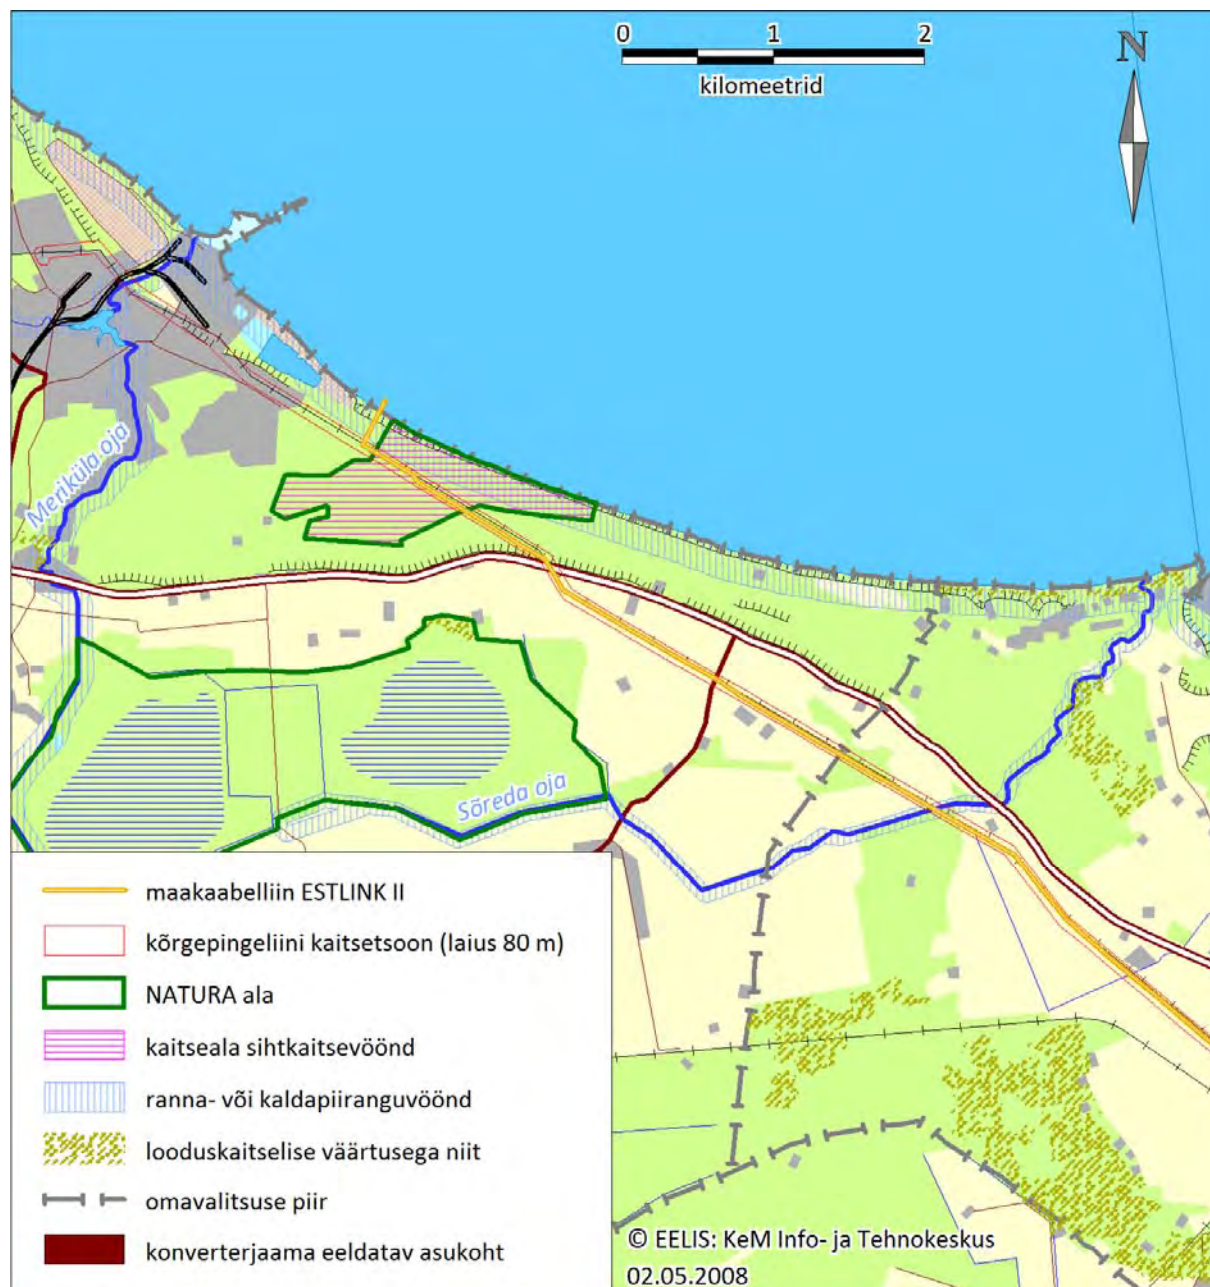 0 1 2
kilomeetrid
N
Meriküla oja
Sõreda oja
maakaabelliin ESTLINK II
kõrgepingeliini kaitsetsoon (laius 80 m)
NATURA ala
kaitseala sihtkaitsevöönd
ranna- või kaldapiiranguvöönd
looduskaitselise väärtusega niit
omavalitsuse piir
konverterjaama eeldatav asukoht
© EELIS: KeM Info- ja Tehnokeskus
02.05.2008